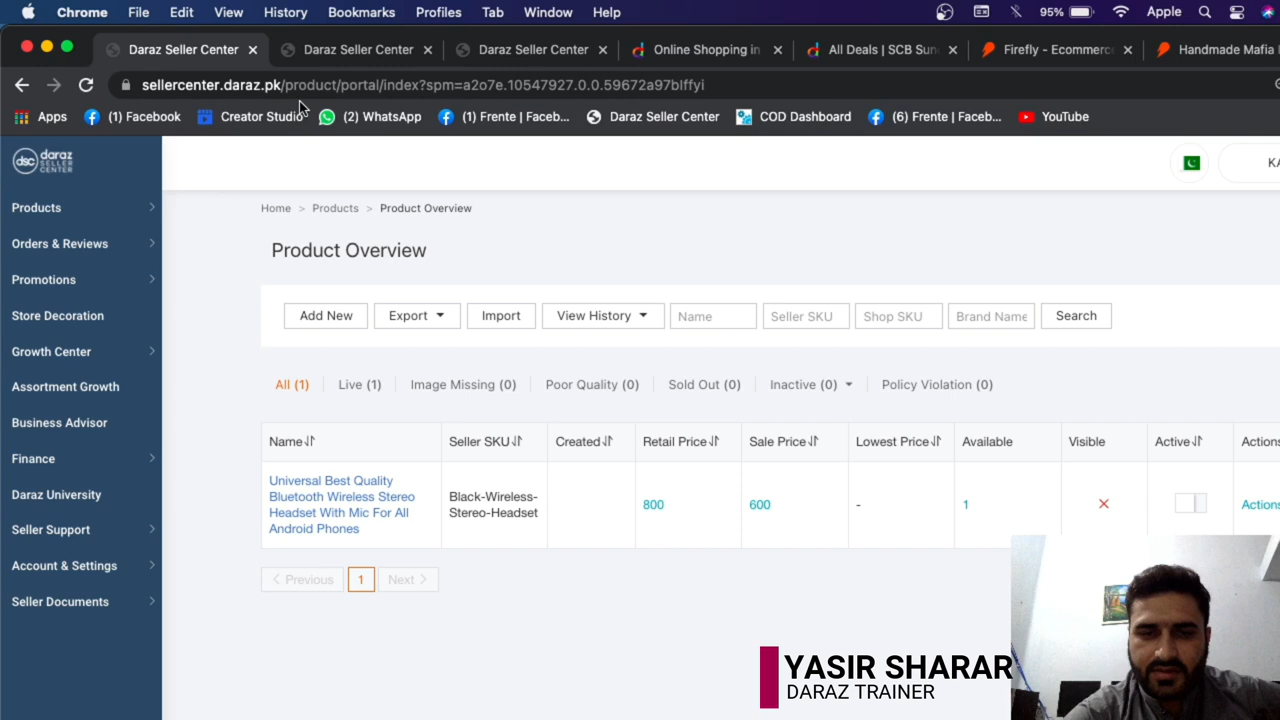 Chrome File Edit View History Bookmarks Profiles Tab Window Help 95% Apple
Daraz Seller Center Daraz Seller Center Daraz Seller Center Online Shopping in All Deals | SCB Sun Firefly - Ecommerc Handmade Mafia
sellercenter.daraz.pk/product/portal/index?spm=a2o7e.10547927.0.0.59672a97blffyi
Apps (1) Facebook Creator Studio (2) WhatsApp (1) Frente | Faceb... Daraz Seller Center COD Dashboard (6) Frente | Faceb... YouTube
dsc daraz
SELLER
CENTER
KA
Products
Orders & Reviews
Promotions
Store Decoration
Growth Center
Assortment Growth
Business Advisor
Finance
Daraz University
Seller Support
Account & Settings
Seller Documents
Home > Products > Product Overview
Product Overview
Add New Export Import View History Name Seller SKU Shop SKU Brand Name Search
All (1) Live (1) Image Missing (0) Poor Quality (0) Sold Out (0) Inactive (0) Policy Violation (0)
Name Seller SKU Created Retail Price Sale Price Lowest Price Available Visible Active Actions
Universal Best Quality
Bluetooth Wireless Stereo
Headset With Mic For All
Android Phones
Black-Wireless-
Stereo-Headset
800 600 - 1 Actions
Previous 1 Next
YASIR SHARAR
DARAZ TRAINER